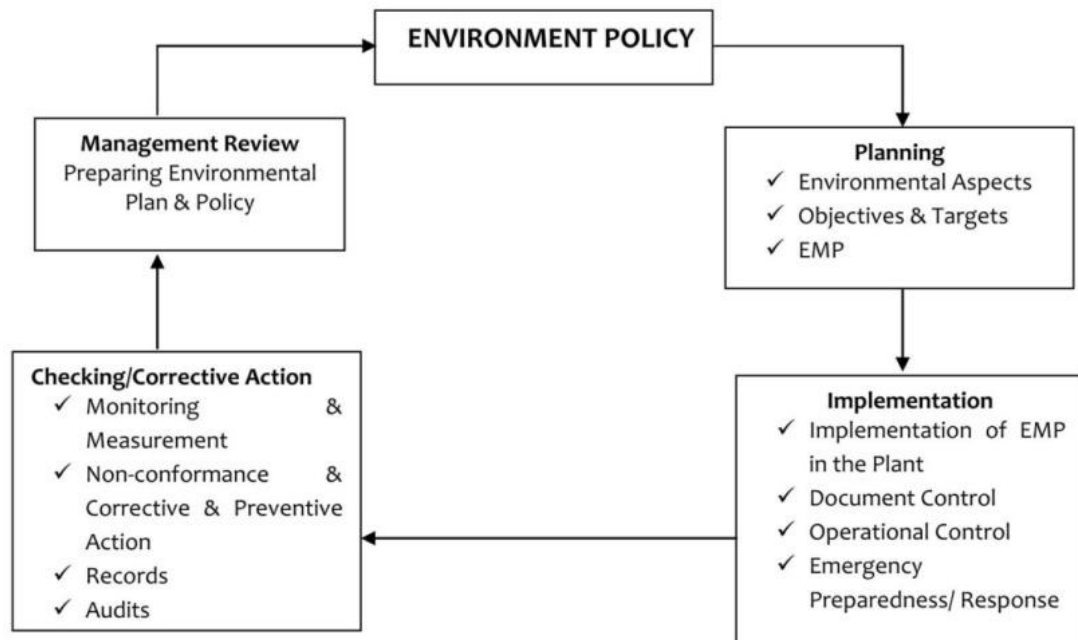 ENVIRONMENT POLICY
Management Review
Preparing Environmental
Plan & Policy
Planning
✓ Environmental Aspects
✓ Objectives & Targets
✓ EMP
Checking/Corrective Action
✓ Monitoring &
Measurement
✓ Non-conformance &
Corrective & Preventive
Action
✓ Records
✓ Audits
Implementation
✓ Implementation of EMP
in the Plant
✓ Document Control
✓ Operational Control
✓ Emergency
Preparedness/ Response